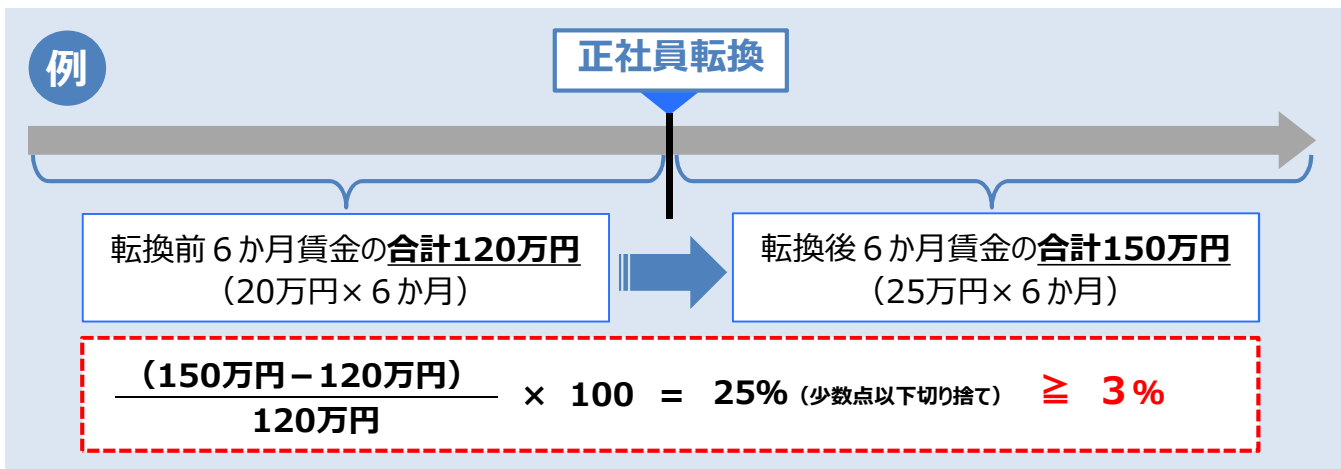 例
正社員転換
転換前６か月賃金の合計120万円
（20万円×６か月）
転換後６か月賃金の合計150万円
（25万円×６か月）
（150万円－120万円）
120万円
× 100 = 25%（少数点以下切り捨て） ≧ ３%